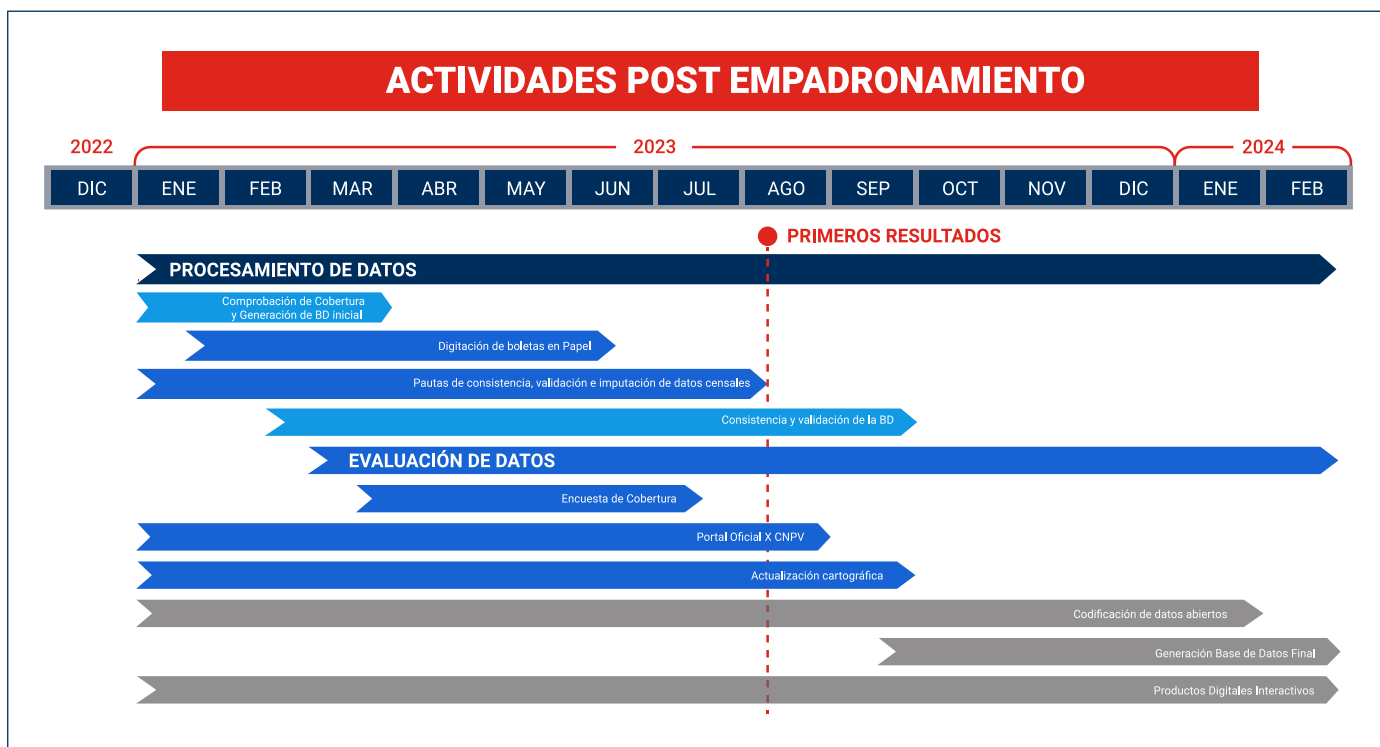 ACTIVIDADES POST EMPADRONAMIENTO
2022 2023 2024
DIC ENE FEB MAR ABR MAY JUN JUL AGO SEP OCT NOV DIC ENE FEB
PRIMEROS RESULTADOS
PROCESAMIENTO DE DATOS
Comprobación de Cobertura
y Generación de BD inicial
Digitación de boletas en Papel
Pautas de consistencia, validación e imputación de datos censales
Consistencia y validación de la BD
EVALUACIÓN DE DATOS
Encuesta de Cobertura
Portal Oficial X CNPV
Actualización cartográfica
Codificación de datos abiertos
Generación Base de Datos Final
Productos Digitales Interactivos